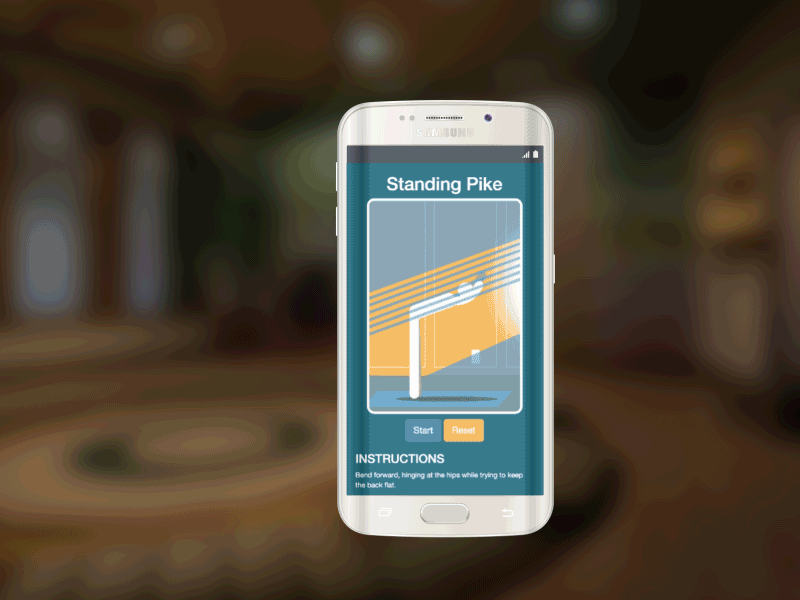 SAMSUNG
Standing Pike
Start
Reset
INSTRUCTIONS
Bend forward, hinging at the hips while trying to keep
the back flat.